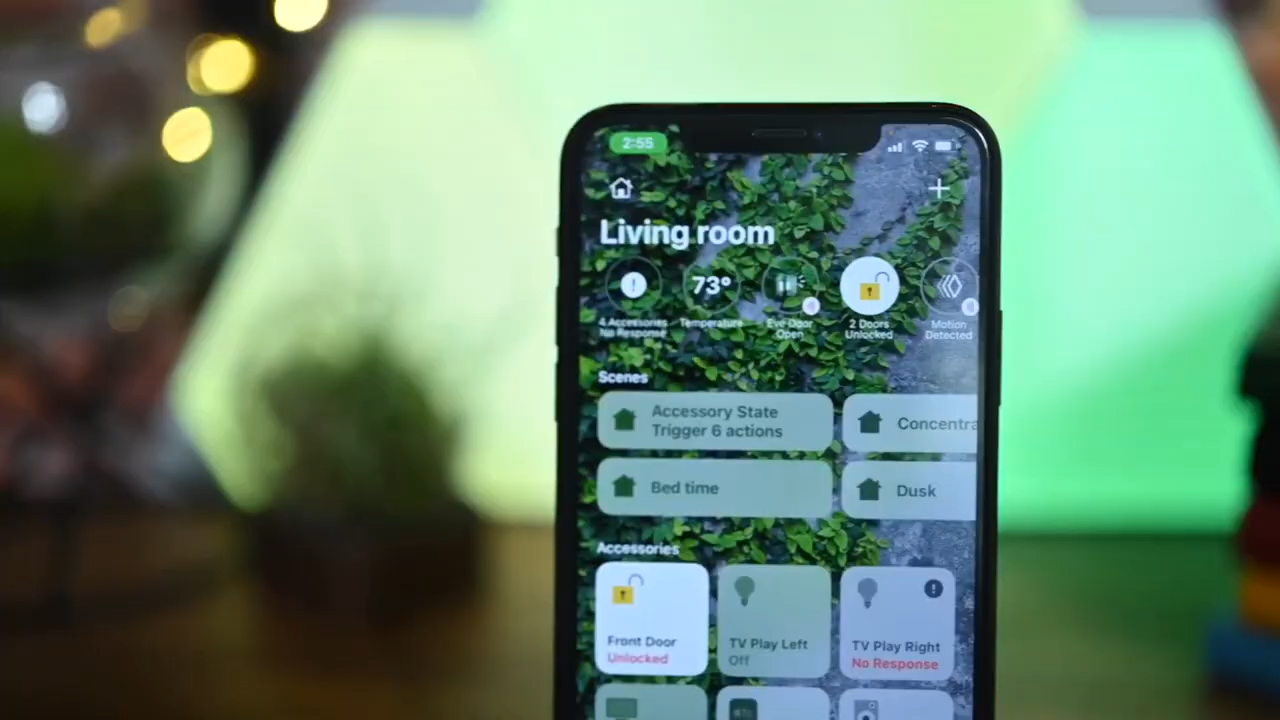 2:55
Living room
73°
4 Accessories
No Response
Temperature
Eve Door
Open
2 Doors
Unlocked
Motion
Detected
Scenes
Accessory State
Trigger 6 actions
Concentra
Bed time
Dusk
Accessories
Front Door
Unlocked
TV Play Left
Off
TV Play Right
No Response